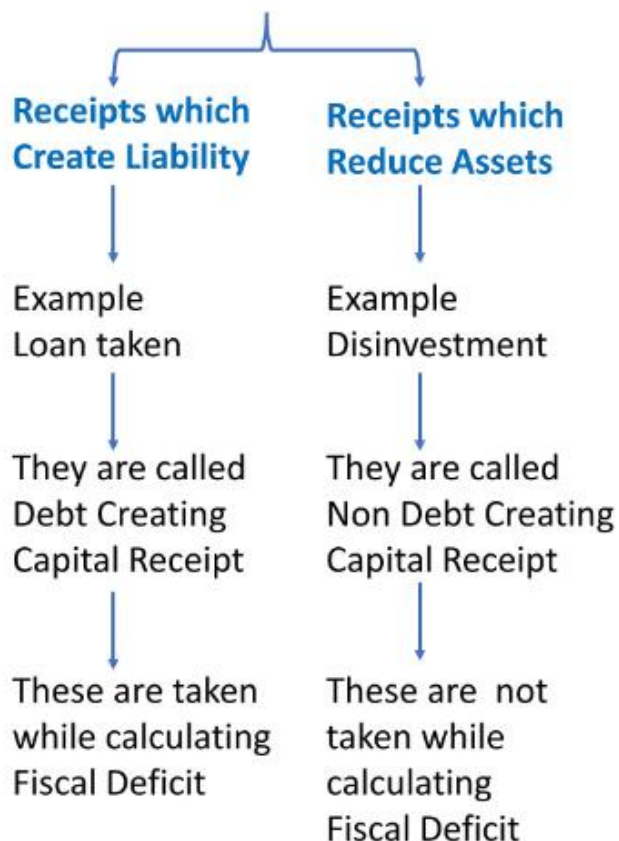 Receipts which
Create Liability
Example
Loan taken
They are called
Debt Creating
Capital Receipt
These are taken
while calculating
Fiscal Deficit
Receipts which
Reduce Assets
Example
Disinvestment
They are called
Non Debt Creating
Capital Receipt
These are  not
taken while
calculating
Fiscal Deficit